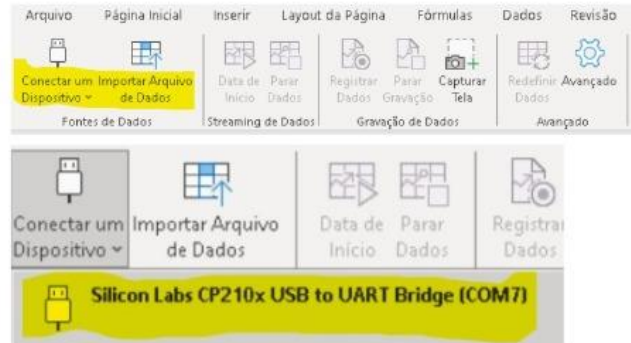 Arquivo Página Inicial Inserir Layout da Página Fórmulas Dados Revisão
Conectar um Importar Arquivo Data de Parar Registrar Parar Capturar Redefinir Avançado
Dispositivo de Dados Início Dados Dados Gravação Tela Dados
Fontes de Dados Streaming de Dados Gravação de Dados Avançado
Conectar um Importar Arquivo Data de Parar Registrar
Dispositivo de Dados Início Dados Dados
Silicon Labs CP210x USB to UART Bridge (COM7)